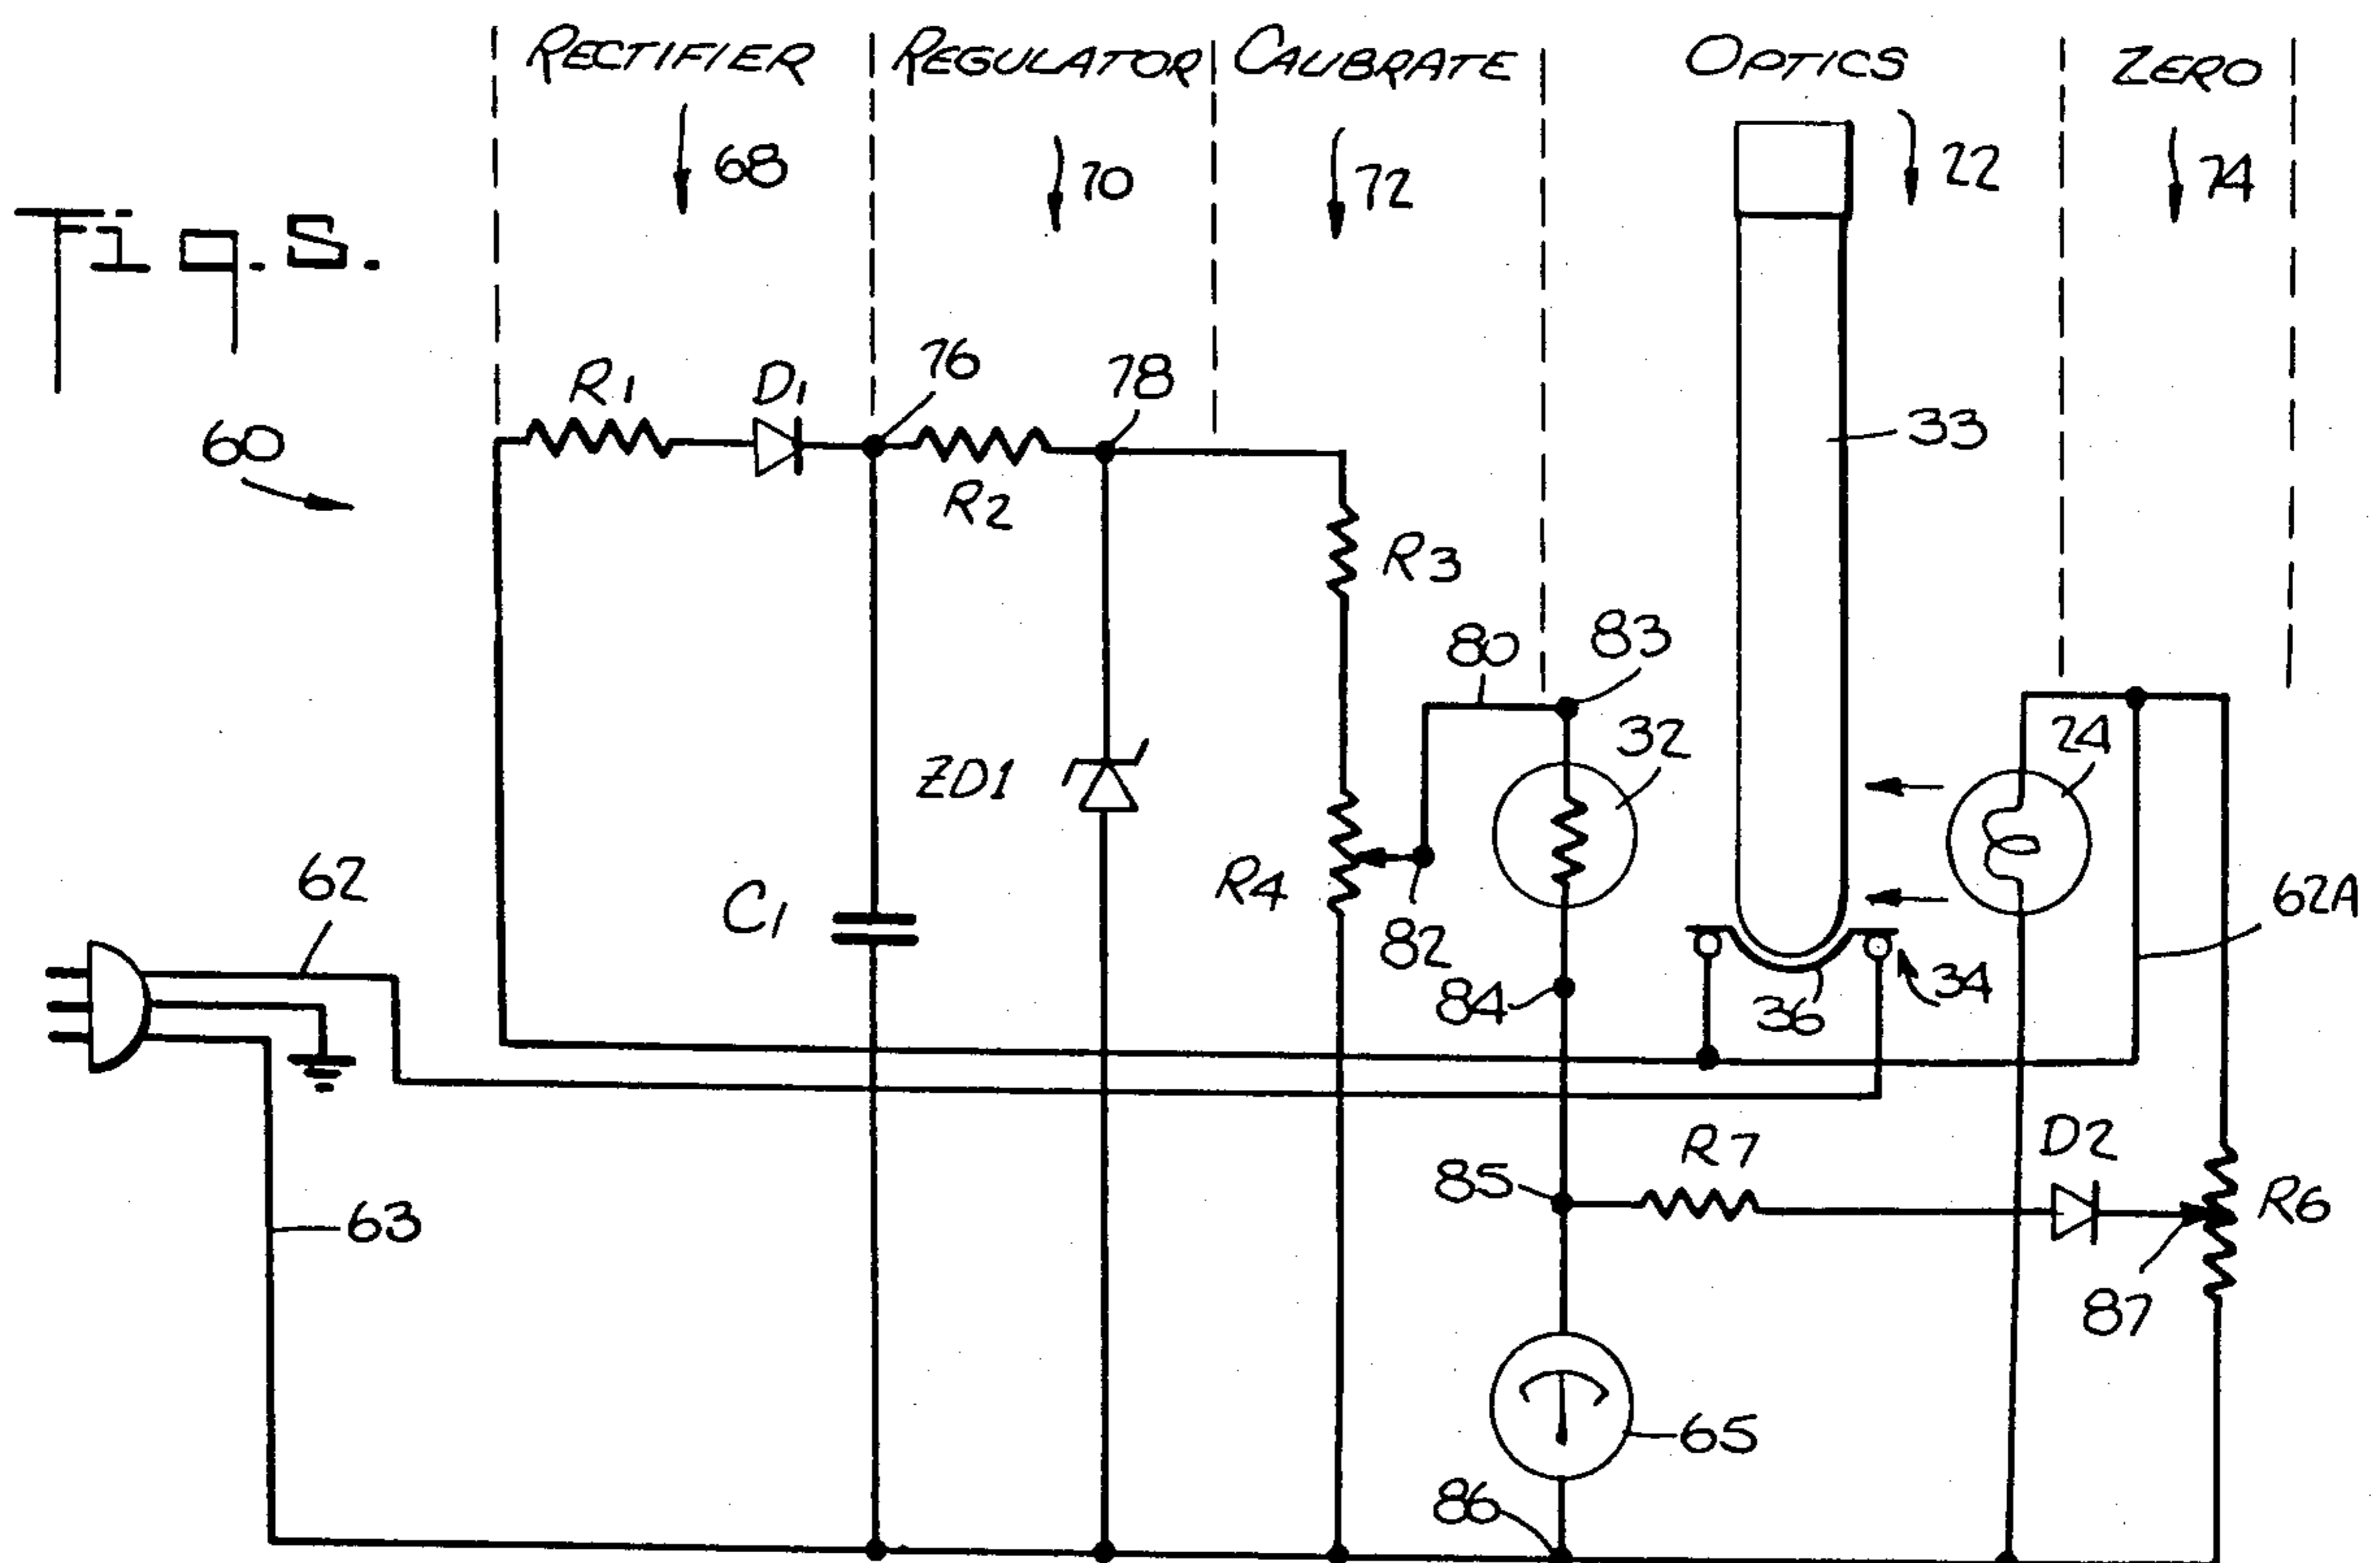 RECTIFIER REGULATOR CALIBRATE OPTICS ZERO
68 70 72 22 74
Fig. 5.
R1 D1 76 78
60
R2
33
R3
80 83
32 24
ZD1
62
C1
R4
82
62A
84
36 34
85 R7 D2
R6
63
87
65
86